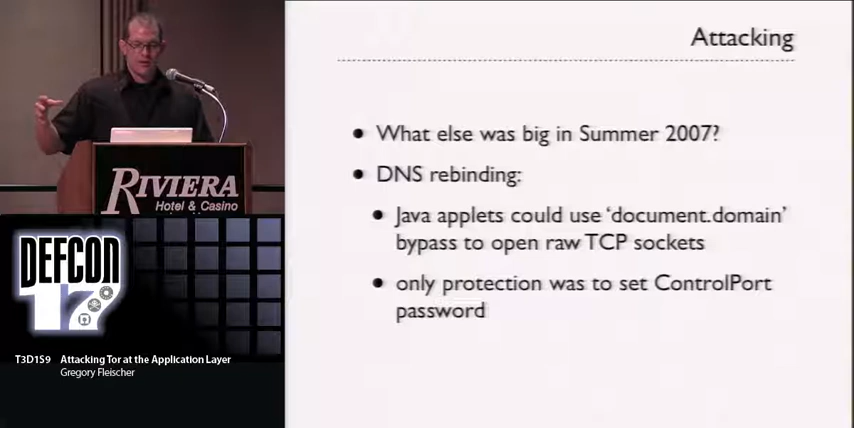 RIVIERA
Hotel & Casino
DEFCON
17
T3D1S9 Attacking Tor at the Application Layer
Gregory Fleischer
Attacking
• What else was big in Summer 2007?
• DNS rebinding:
• Java applets could use ‘document.domain’
bypass to open raw TCP sockets
• only protection was to set ControlPort
password